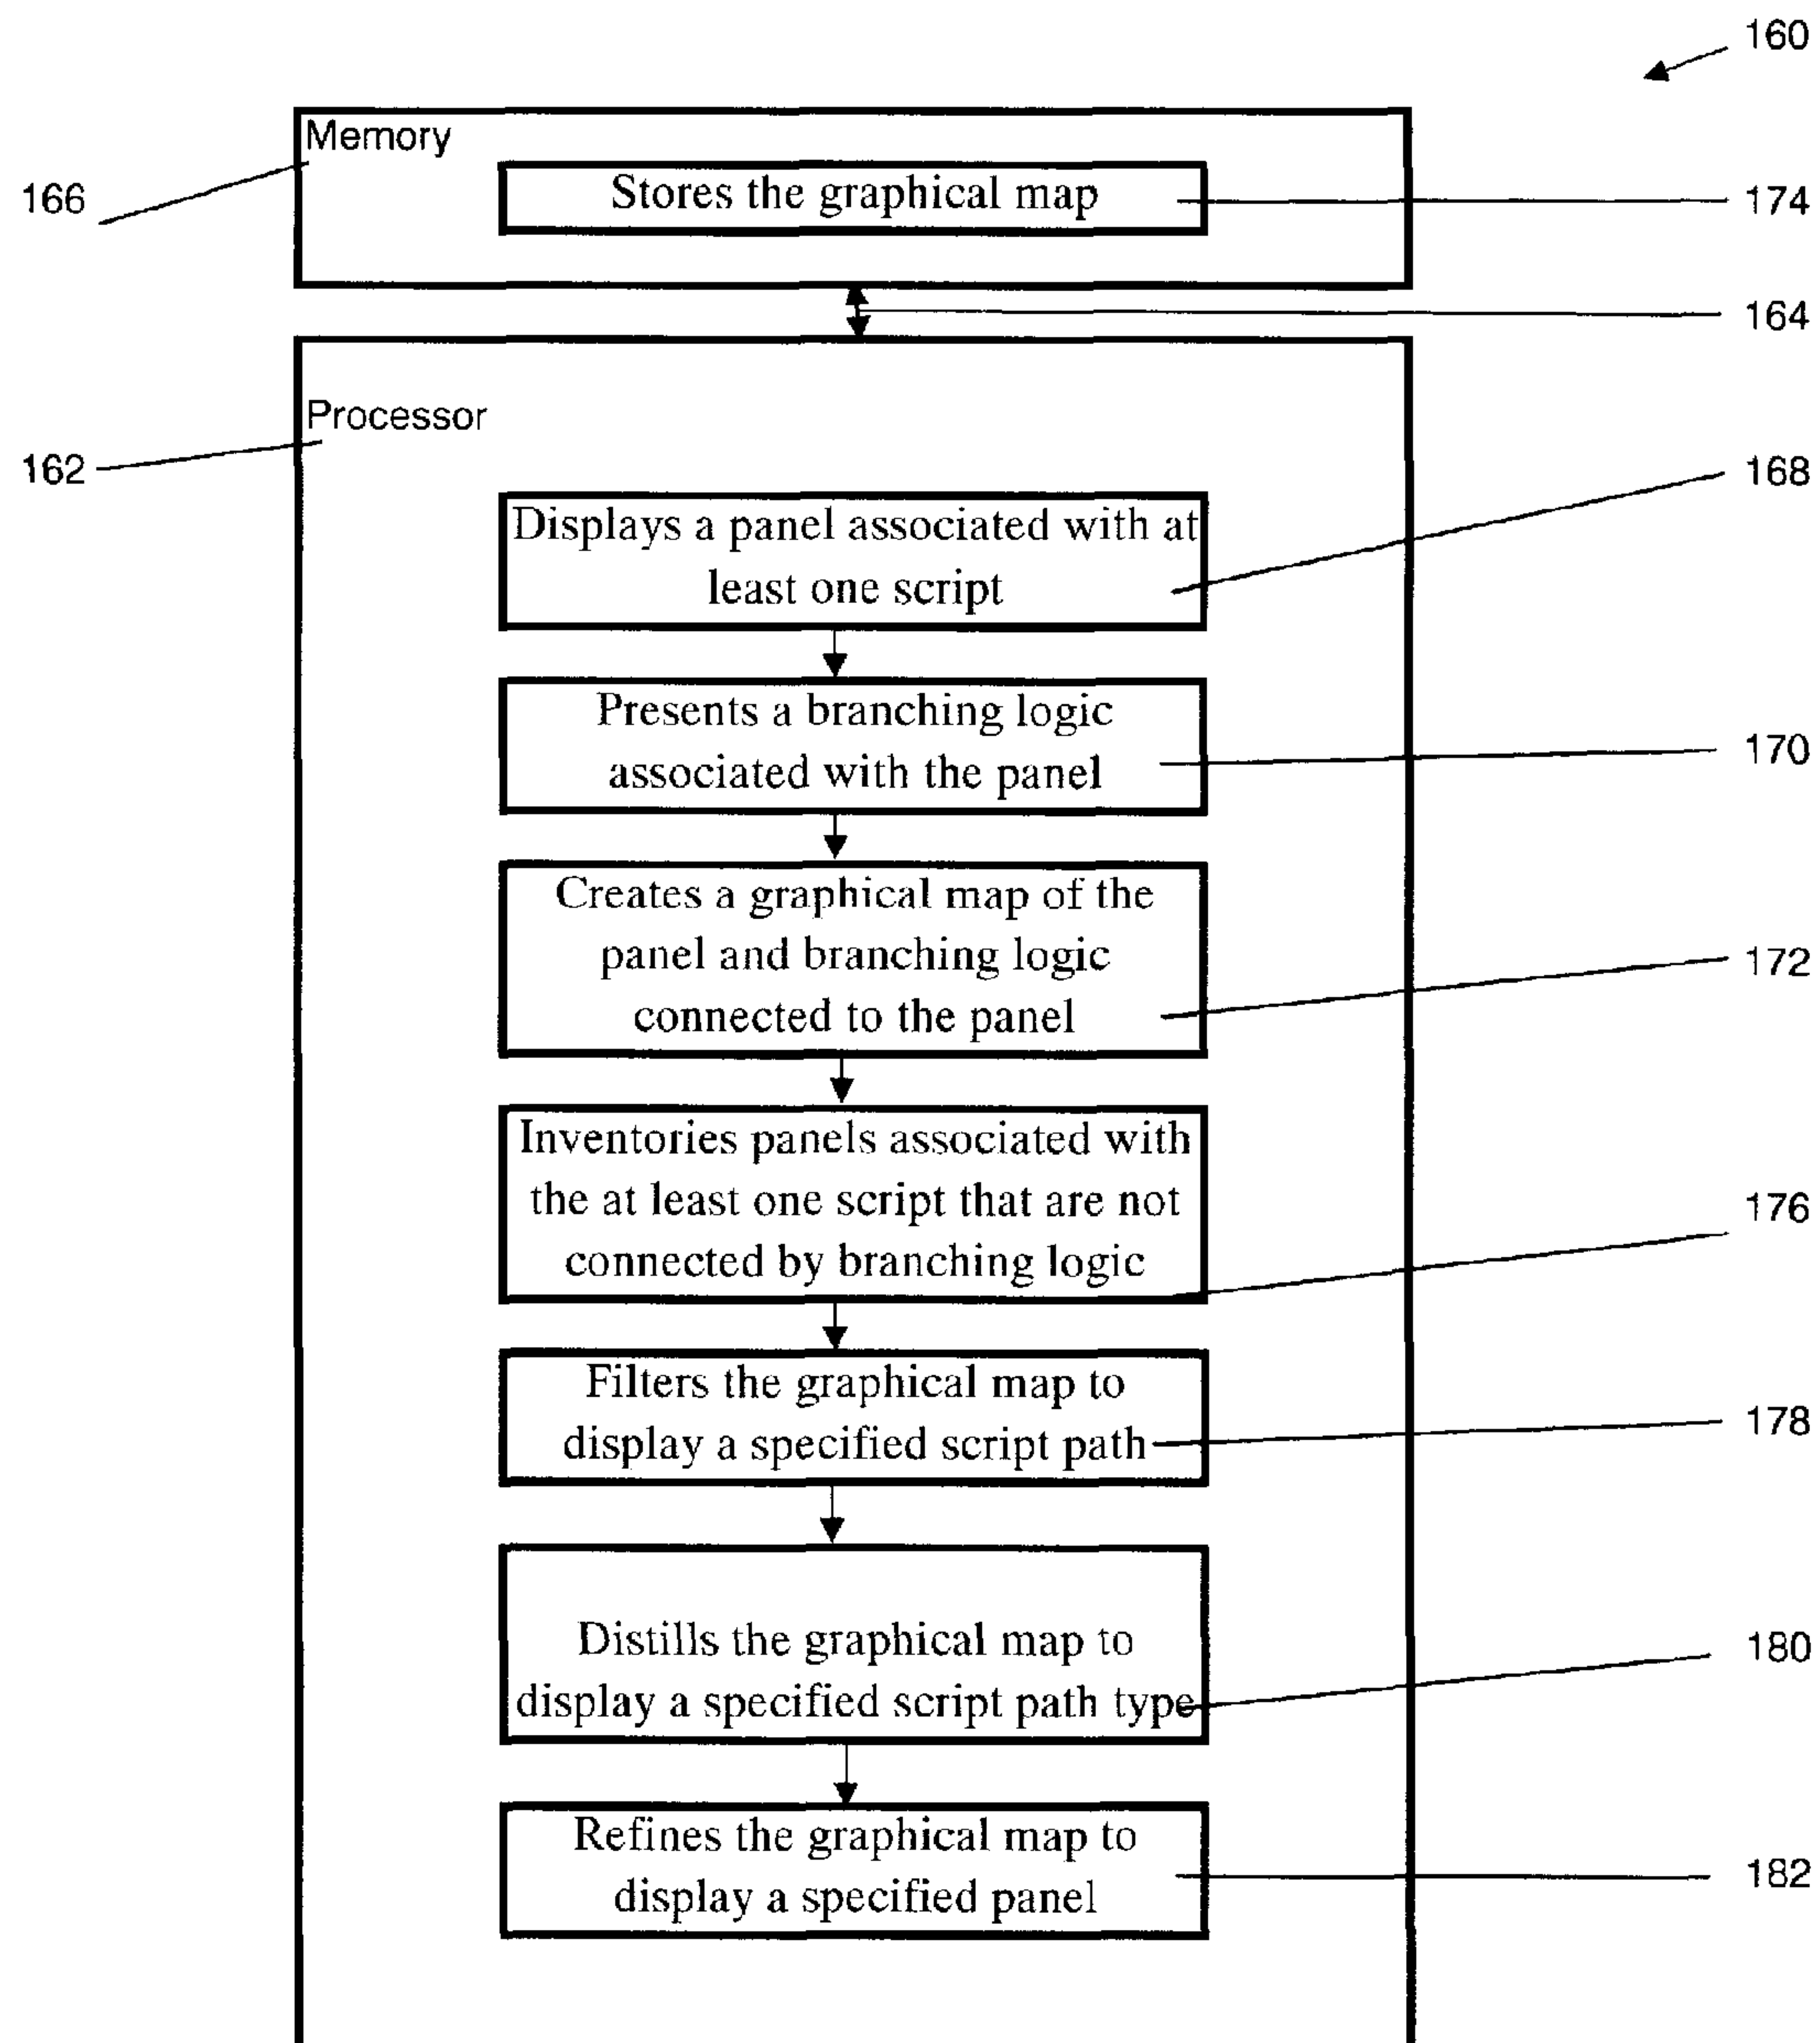 160
Memory
166
Stores the graphical map
174
164
Processor
162
168
Displays a panel associated with at
least one script
Presents a branching logic
associated with the panel
170
Creates a graphical map of the
panel and branching logic
connected to the panel
172
Inventories panels associated with
the at least one script that are not
connected by branching logic
176
Filters the graphical map to
display a specified script path
178
Distills the graphical map to
display a specified script path type
180
Refines the graphical map to
display a specified panel
182